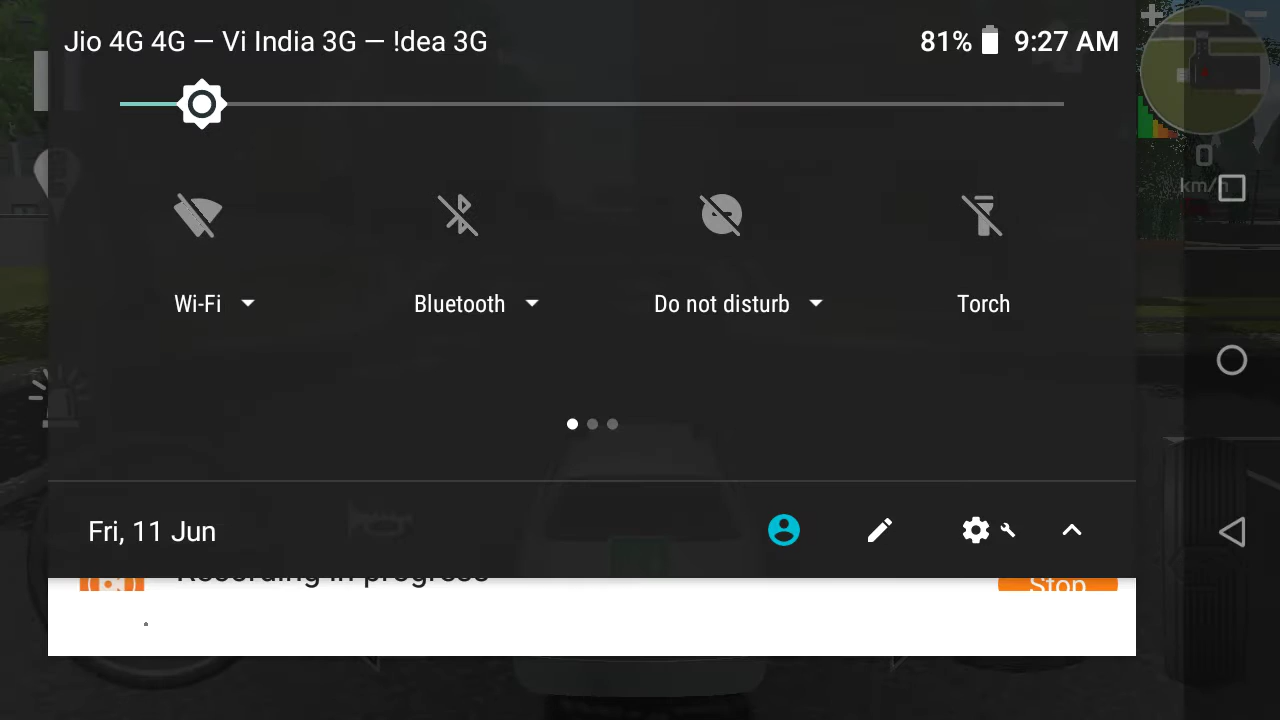 Jio 4G 4G — Vi India 3G — !dea 3G
81% 9:27 AM
0
km/h
Wi-Fi
Bluetooth
Do not disturb
Torch
Fri, 11 Jun
Recording in progress
Stop